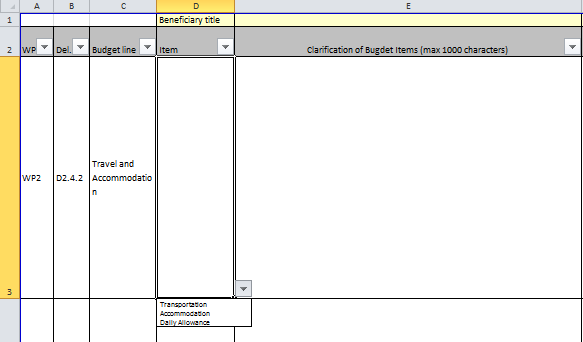 A B C D E
1 Beneficiary title
2 WP Del. Budget line Item Clarification of Bugdet Items (max 1000 characters)
Travel and
WP2 D2.4.2 Accommodatio
n
3
Transportation
Accommodation
Daily Allowance